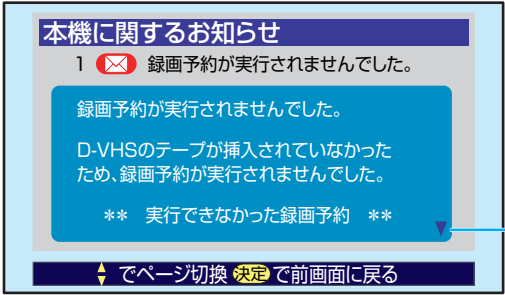 本機に関するお知らせ
1 録画予約が実行されませんでした。
録画予約が実行されませんでした。
D-VHSのテープが挿入されていなかった
ため、録画予約が実行されませんでした。
** 実行できなかった録画予約 **
でページ切換 決定 で前画面に戻る